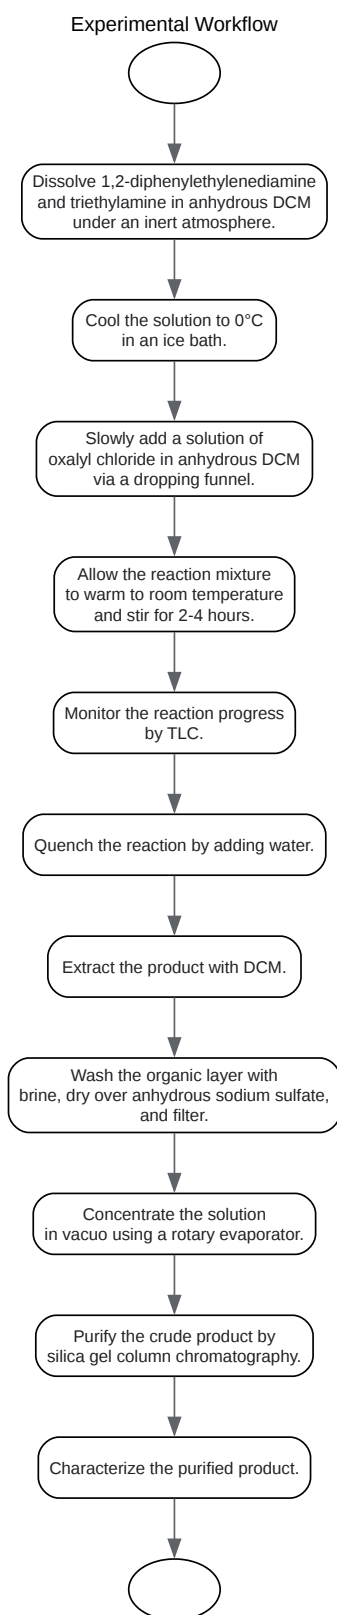 Experimental Workflow
Dissolve 1,2-diphenylethylenediamine
and triethylamine in anhydrous DCM
under an inert atmosphere.
Cool the solution to 0°C
in an ice bath.
Slowly add a solution of
oxalyl chloride in anhydrous DCM
via a dropping funnel.
Allow the reaction mixture
to warm to room temperature
and stir for 2-4 hours.
Monitor the reaction progress
by TLC.
Quench the reaction by adding water.
Extract the product with DCM.
Wash the organic layer with
brine, dry over anhydrous sodium sulfate,
and filter.
Concentrate the solution
in vacuo using a rotary evaporator.
Purify the crude product by
silica gel column chromatography.
Characterize the purified product.